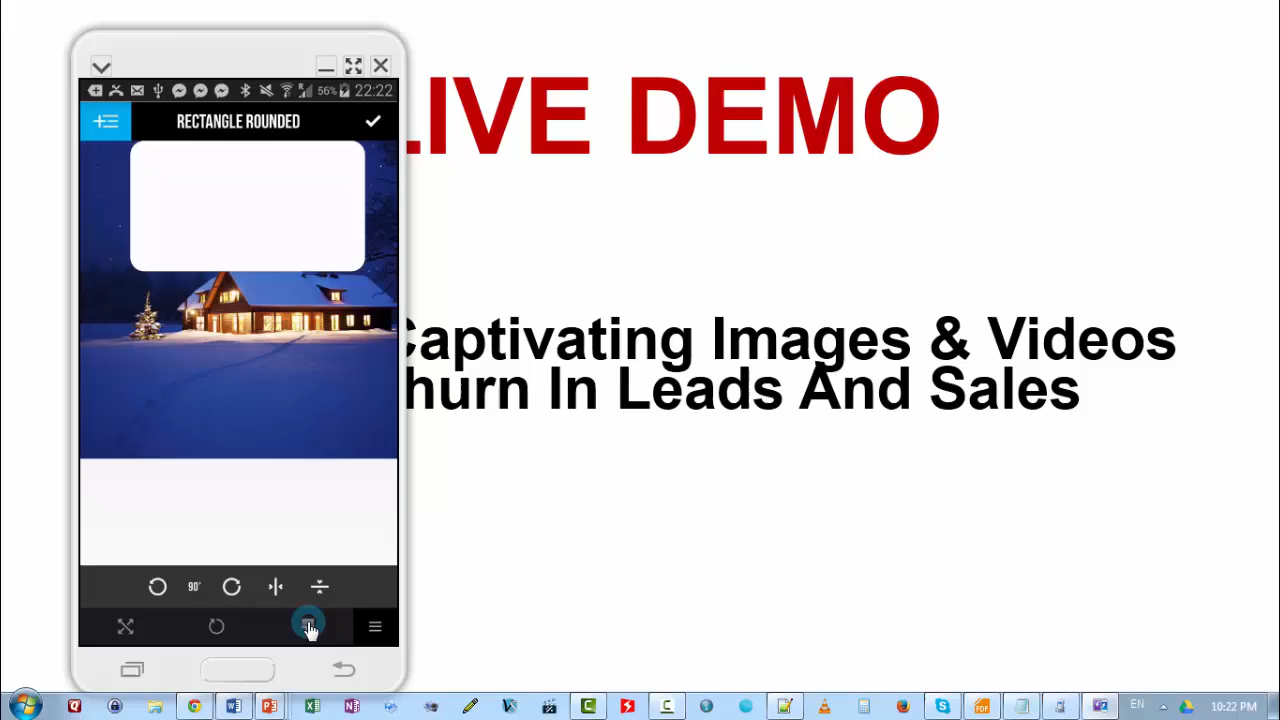 56% 22:22
RECTANGLE ROUNDED
LIVE DEMO
Captivating Images & Videos
hurn In Leads And Sales
90°
EN 10:22 PM